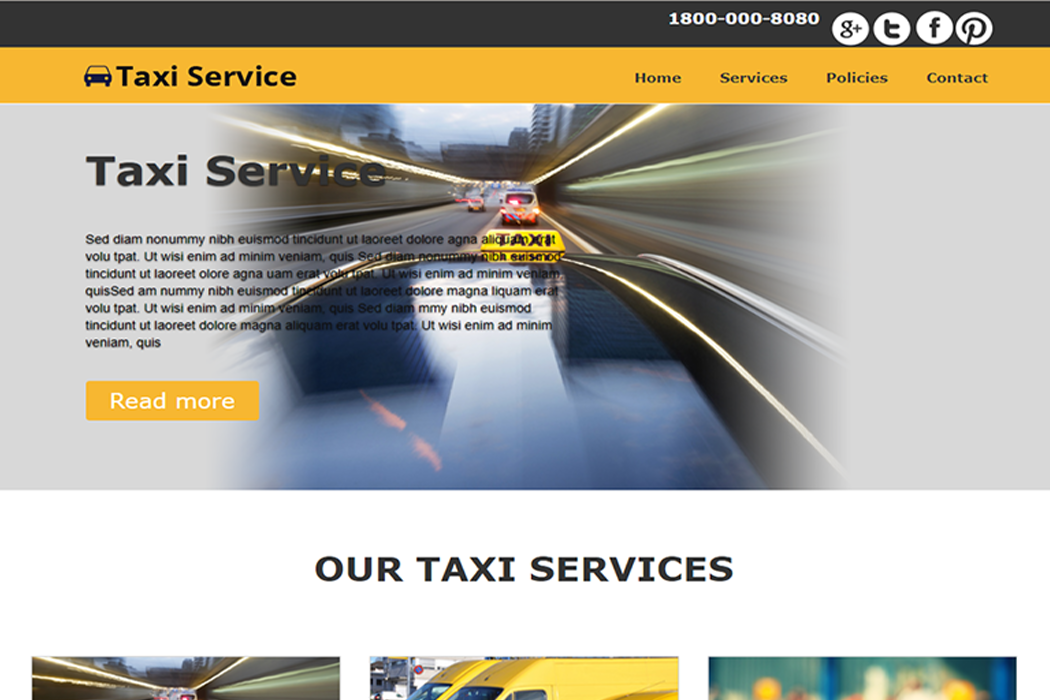 1800-000-8080
Taxi Service
Home Services Policies Contact
Taxi Service
TAXI
Sed diam nonummy nibh euismod tincidunt ut laoreet dolore agna aliquam erat
volu tpat. Ut wisi enim ad minim veniam, quis Sed diam nonummy nibh euismod
tincidunt ut laoreet olore agna uam erat volu tpat. Ut wisi enim ad minim veniam,
quisSed am nummy nibh euismod tincidunt ut laoreet dolore magna liquam erat
volu tpat. Ut wisi enim ad minim veniam, quis Sed diam mmy nibh euismod
tincidunt ut laoreet dolore magna aliquam erat volu tpat. Ut wisi enim ad minim
veniam, quis
Read more
OUR TAXI SERVICES